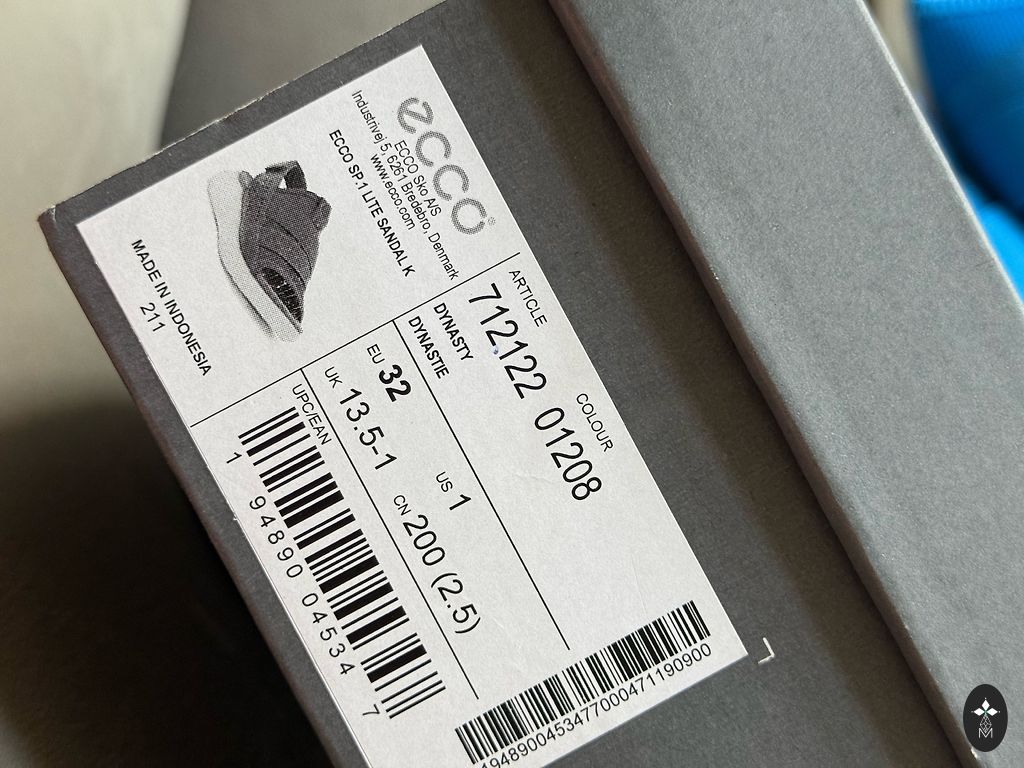 ecco®
ECCO Sko A/S
Industrivej 5, 6261 Bredebro, Denmark
www.ecco.com
ECCO SP.1 LITE SANDAL K
MADE IN INDONESIA
211
ARTICLE COLOUR
712122 01208
DYNASTY
DYNASTIE
EU 32 US 1
UK 13.5-1 CN 200 (2.5)
UPC/EAN
1 94890 04534 7
194890045347700047119090​0
M